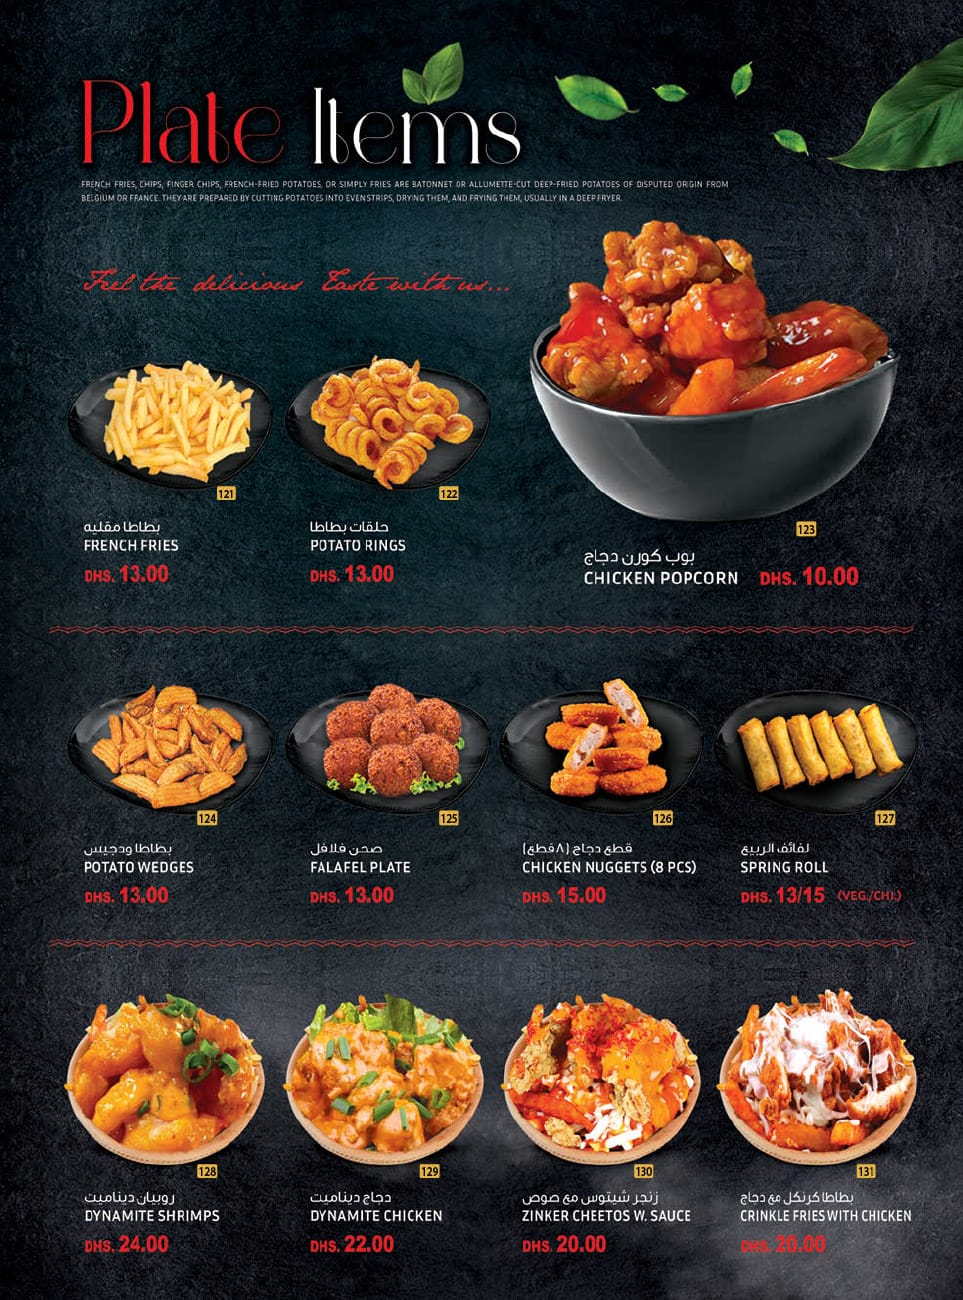 Plate Items
FRENCH FRIES, CHIPS, FINGER CHIPS, FRENCH-FRIED POTATOES, OR SIMPLY FRIES ARE BATONNET OR ALLUMETTE-CUT DEEP-FRIED POTATOES OF DISPUTED ORIGIN FROM
BELGIUM OR FRANCE. THEY ARE PREPARED BY CUTTING POTATOES INTO EVEN STRIPS, DRYING THEM, AND FRYING THEM, USUALLY IN A DEEP FRYER.
Feel the delicious Taste with us...
121
بطاطا مقليه
FRENCH FRIES
DHS. 13.00
122
حلقات بطاطا
POTATO RINGS
DHS. 13.00
123
بوب كورن دجاج
CHICKEN POPCORN DHS. 10.00
124
بطاطا ودجيس
POTATO WEDGES
DHS. 13.00
125
صحن فلافل
FALAFEL PLATE
DHS. 13.00
126
قطع دجاج (٨قطع)
CHICKEN NUGGETS (8 PCS)
DHS. 15.00
127
لفائف الربيع
SPRING ROLL
DHS. 13/15 (VEG./CHI.)
128
روبيان ديناميت
DYNAMITE SHRIMPS
DHS. 24.00
129
دجاج ديناميت
DYNAMITE CHICKEN
DHS. 22.00
130
زنجر شيتوس مع صوص
ZINKER CHEETOS W. SAUCE
DHS. 20.00
131
بطاطا كرنكل مع دجاج
CRINKLE FRIES WITH CHICKEN
DHS. 20.00